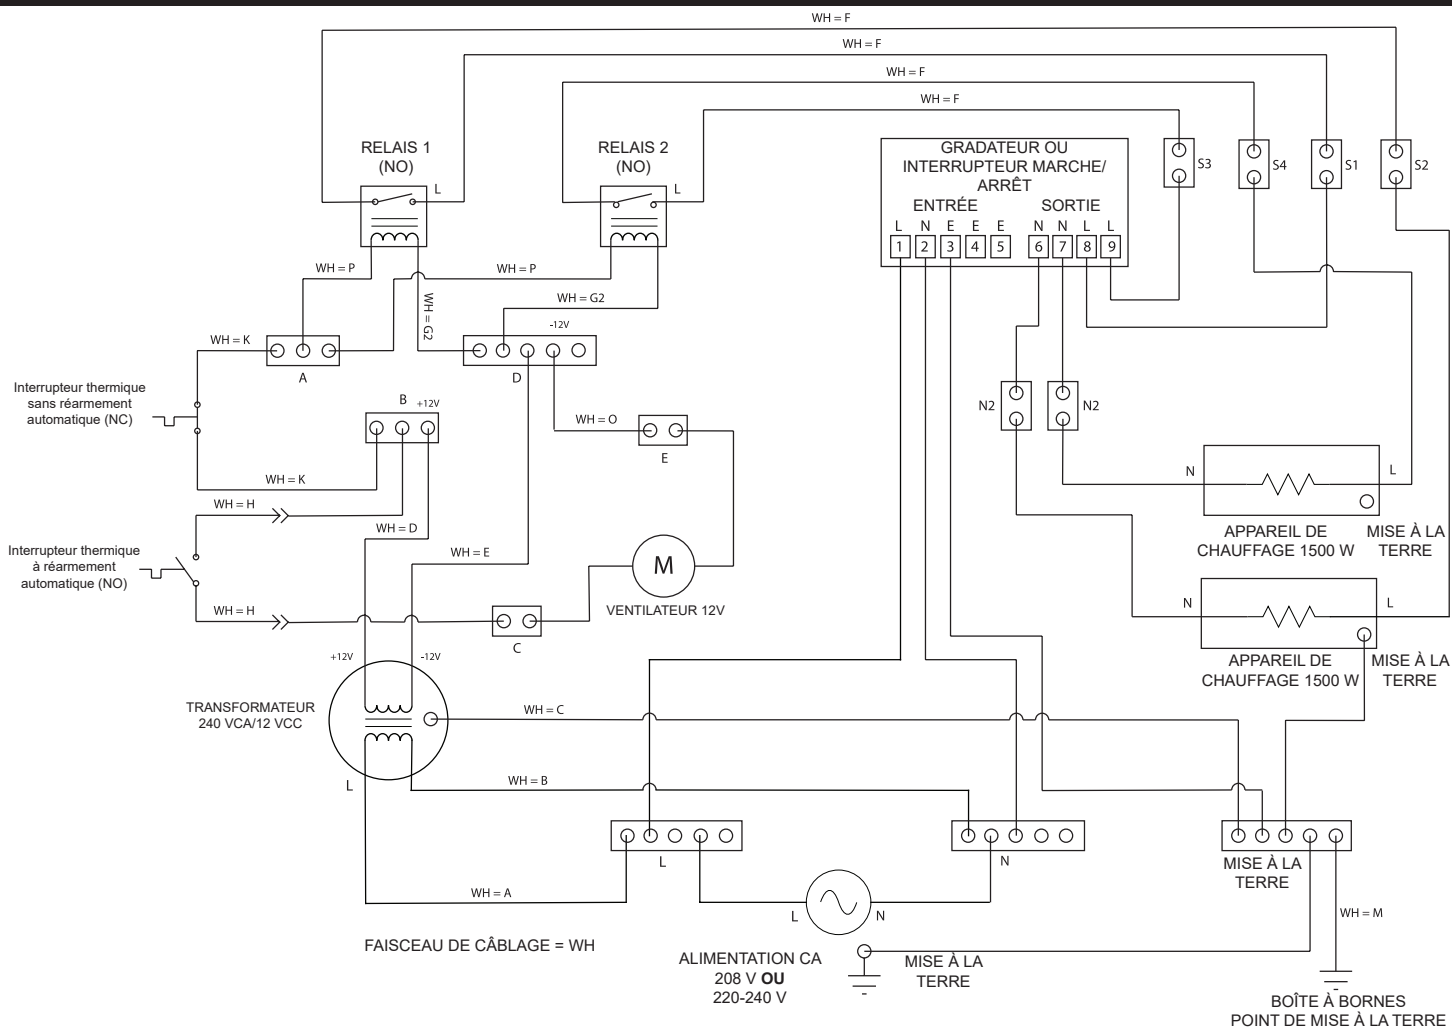 WH = F
WH = F
WH = F
WH = F
RELAIS 1
(NO)
L
RELAIS 2
(NO)
L
GRADATEUR OU
INTERRUPTEUR MARCHE/
ARRÊT
ENTRÉE
SORTIE
L N E E E
N N L L
1 2 3 4 5
6 7 8 9
S3
S4
S1
S2
WH = P
WH = P
WH = G2
WH = G2
-12V
WH = K
A
D
Interrupteur thermique
sans réarmement
automatique (NC)
B
+12V
WH = O
E
N2
N2
WH = K
WH = H
WH = D
WH = E
N
L
APPAREIL DE
CHAUFFAGE 1500 W
MISE À LA
TERRE
Interrupteur thermique
à réarmement
automatique (NO)
M
VENTILATEUR 12V
WH = H
C
N
L
APPAREIL DE
CHAUFFAGE 1500 W
MISE À LA
TERRE
+12V
-12V
TRANSFORMATEUR
240 VCA/12 VCC
WH = C
L
WH = B
L
N
MISE À LA
TERRE
WH = A
L
N
WH = M
FAISCEAU DE CÂBLAGE = WH
ALIMENTATION CA
208 V OU
220-240 V
MISE À LA
TERRE
BOÎTE À BORNES
POINT DE MISE À LA TERRE